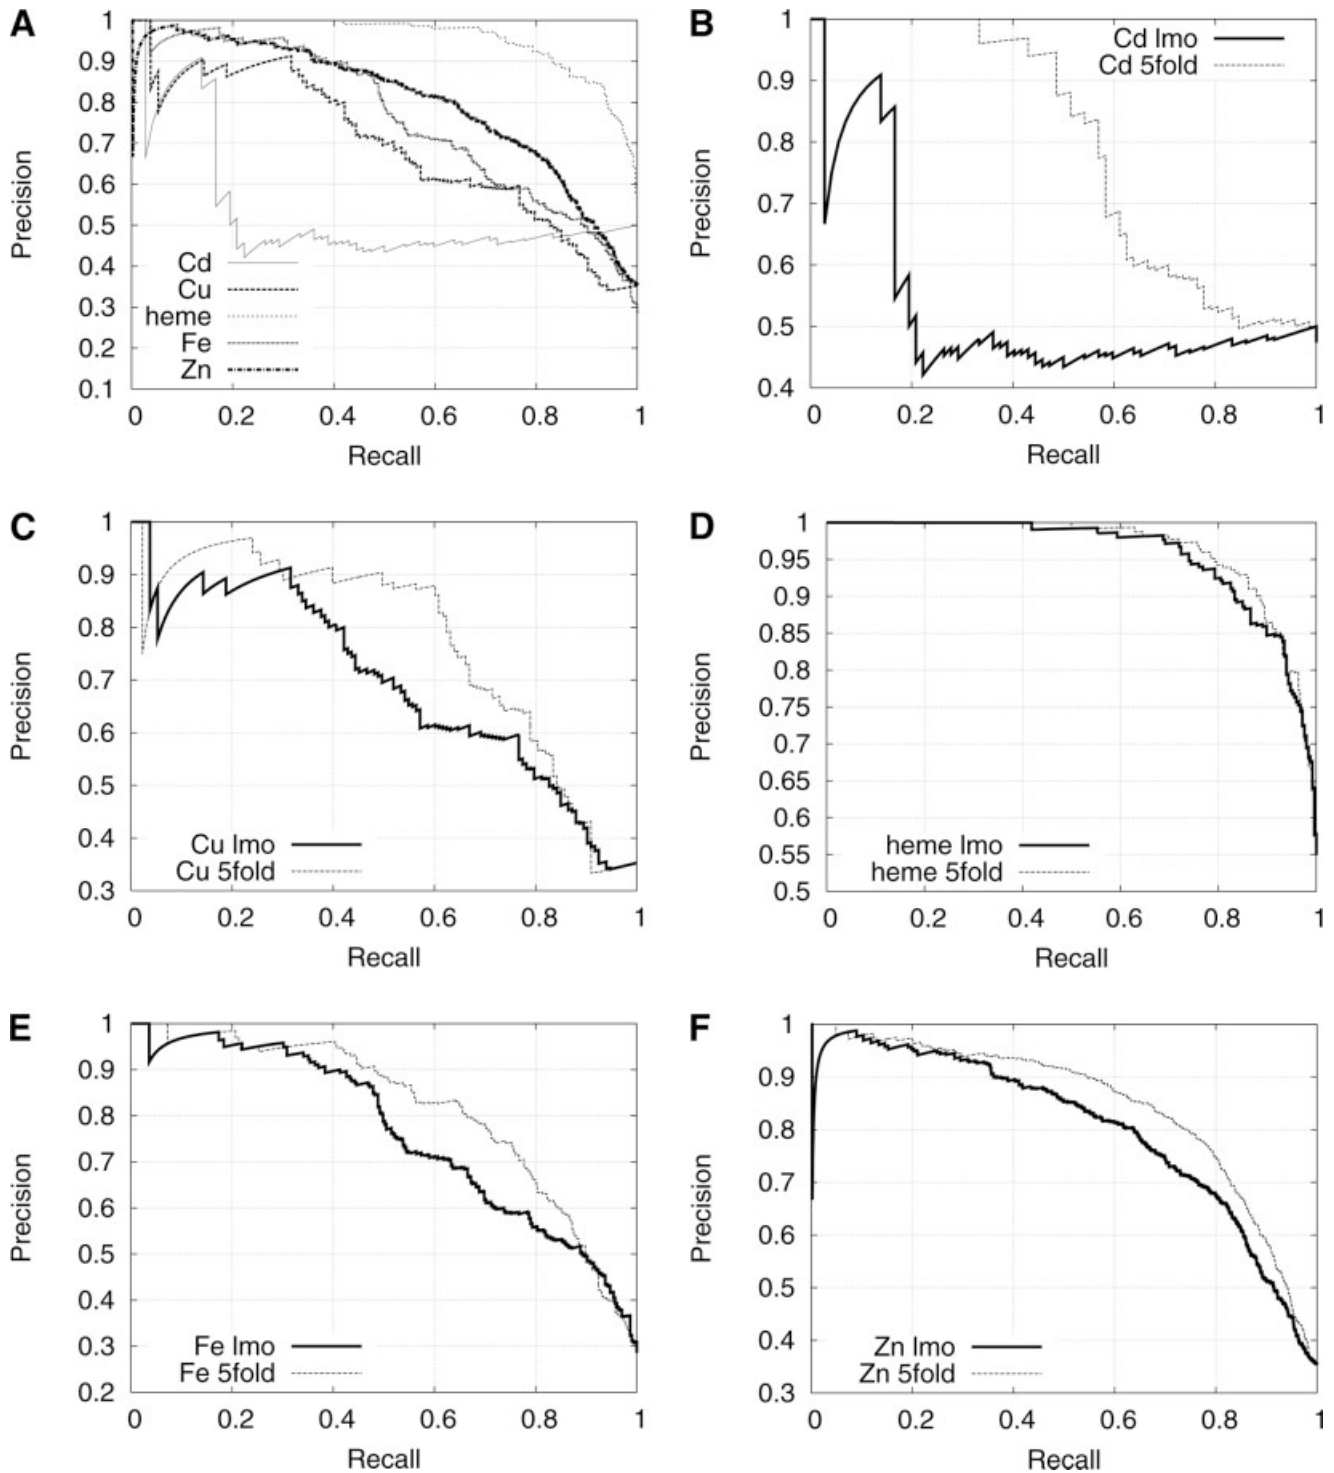 A
1
0.9
0.8
0.7
0.6
0.5
0.4
0.3
0.2
0.1
Precision
Cd
Cu
heme
Fe
Zn
0 0.2 0.4 0.6 0.8 1
Recall
B
1
0.9
0.8
0.7
0.6
0.5
0.4
Precision
Cd lmo
Cd 5fold
0 0.2 0.4 0.6 0.8 1
Recall
C
1
0.9
0.8
0.7
0.6
0.5
0.4
0.3
Precision
Cu lmo
Cu 5fold
0 0.2 0.4 0.6 0.8 1
Recall
D
1
0.95
0.9
0.85
0.8
0.75
0.7
0.65
0.6
0.55
0.5
Precision
heme lmo
heme 5fold
0 0.2 0.4 0.6 0.8 1
Recall
E
1
0.9
0.8
0.7
0.6
0.5
0.4
0.3
0.2
Precision
Fe lmo
Fe 5fold
0 0.2 0.4 0.6 0.8 1
Recall
F
1
0.9
0.8
0.7
0.6
0.5
0.4
0.3
Precision
Zn lmo
Zn 5fold
0 0.2 0.4 0.6 0.8 1
Recall